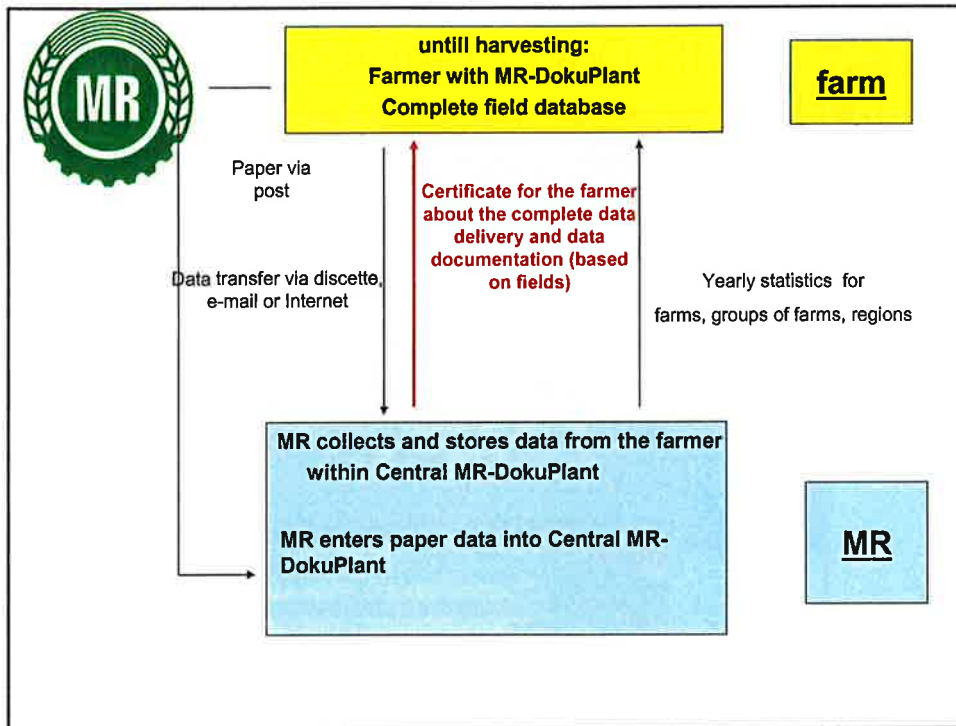 MR
untill harvesting:
Farmer with MR-DokuPlant
Complete field database
farm
Paper via
post
Certificate for the farmer
about the complete data
delivery and data
documentation (based
on fields)
Data transfer via discette,
e-mail or Internet
Yearly statistics for
farms, groups of farms, regions
MR collects and stores data from the farmer
within Central MR-DokuPlant
MR enters paper data into Central MR-
DokuPlant
MR